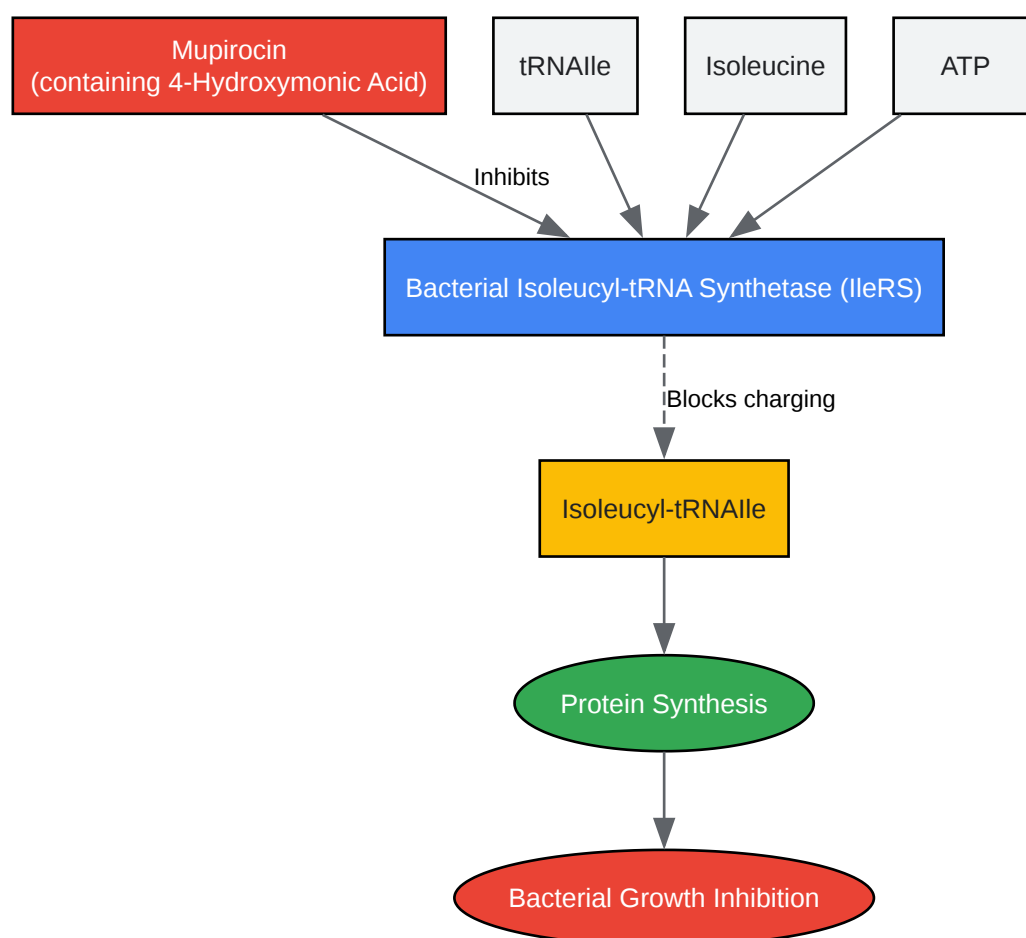 Mupirocin
(containing 4-Hydroxymonic Acid)
tRNAIle
Isoleucine
ATP
Inhibits
Bacterial Isoleucyl-tRNA Synthetase (IleRS)
Blocks charging
Isoleucyl-tRNAIle
Protein Synthesis
Bacterial Growth Inhibition